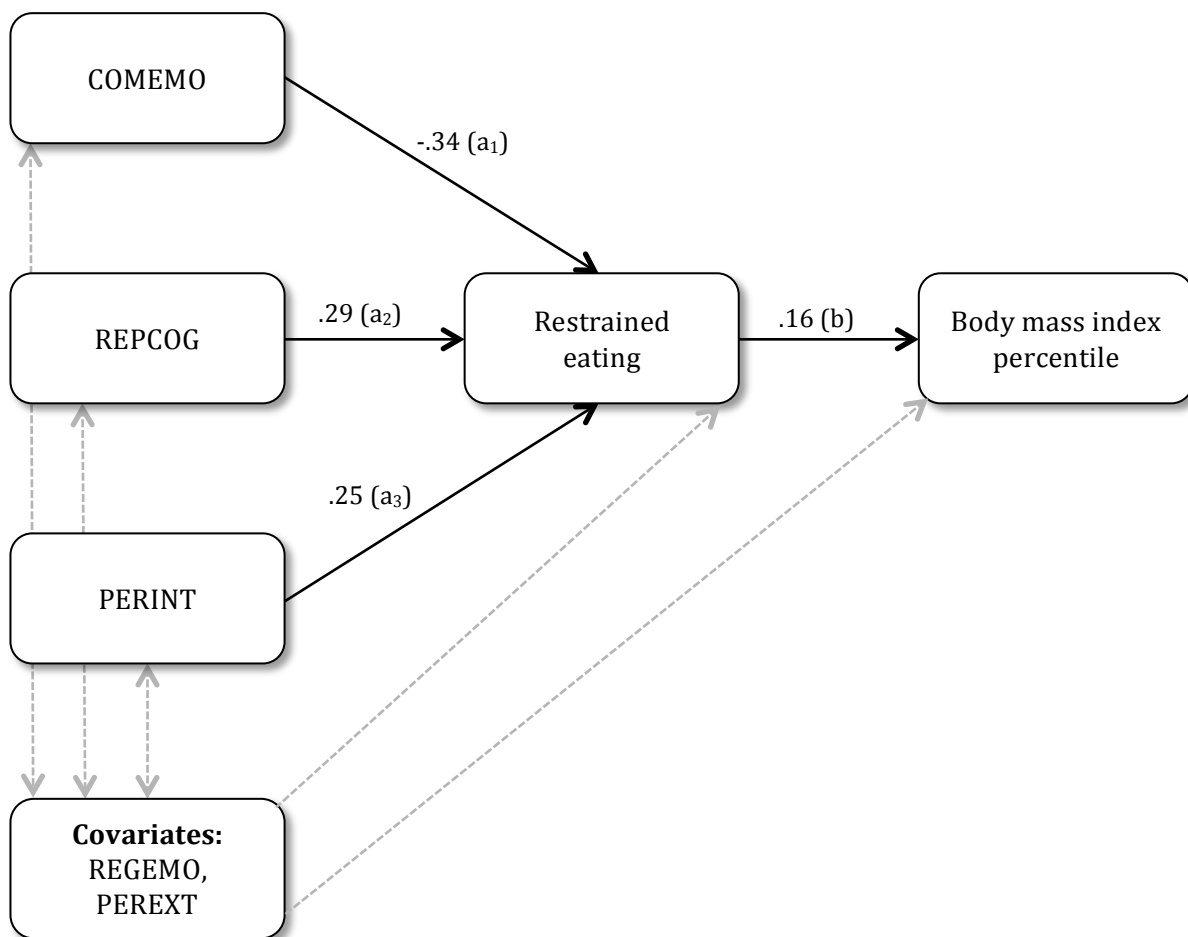 COMEMO
-.34 (a₁)
REPCOG
.29 (a₂)
Restrained
eating
.16 (b)
Body mass index
percentile
.25 (a₃)
PERINT
Covariates:
REGEMO,
PEREXT